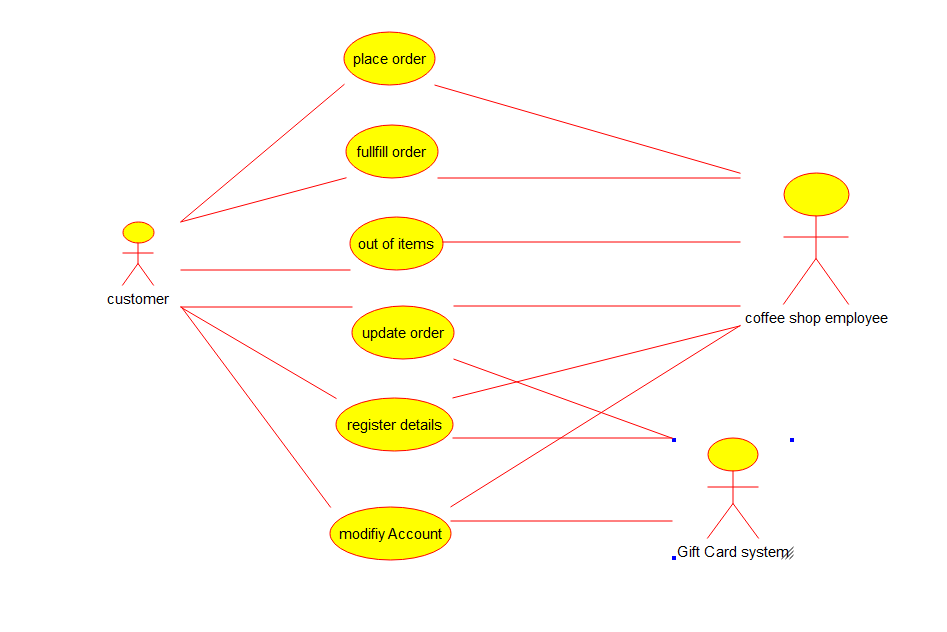 place order
fullfill order
out of items
customer
coffee shop employee
update order
register details
modifiy Account
Gift Card system